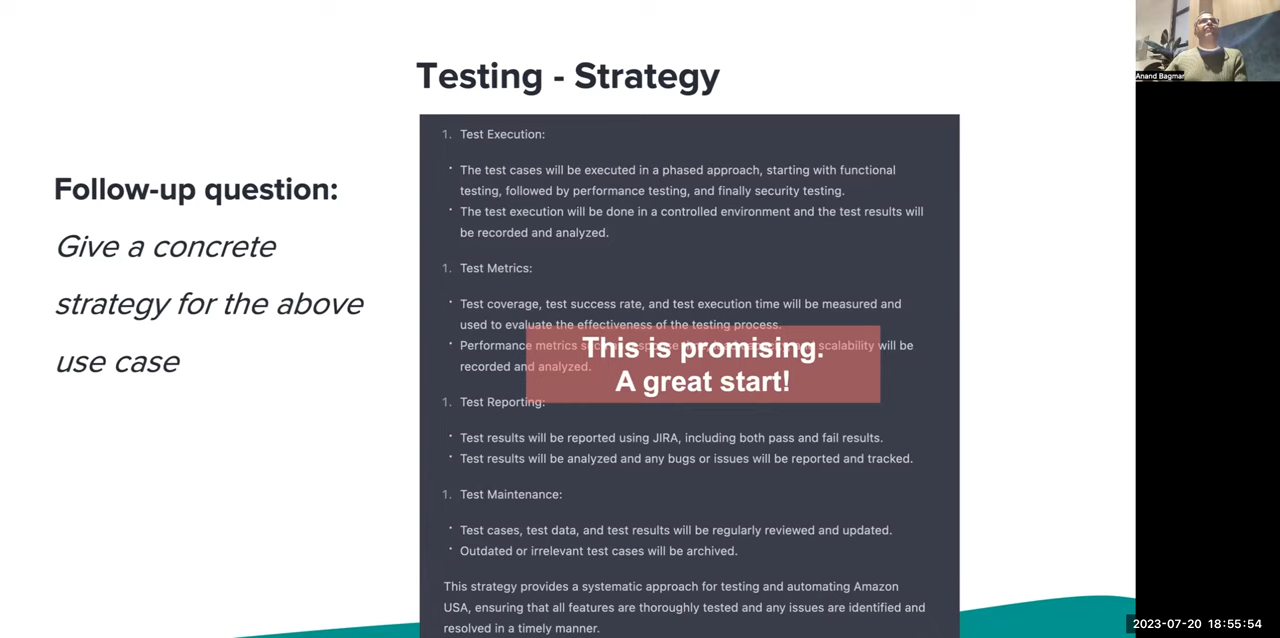 Testing - Strategy
Follow-up question:
Give a concrete
strategy for the above
use case
1. Test Execution:
· The test cases will be executed in a phased approach, starting with functional
testing, followed by performance testing, and finally security testing.
· The test execution will be done in a controlled environment and the test results will
be recorded and analyzed.
1. Test Metrics:
· Test coverage, test success rate, and test execution time will be measured and
used to evaluate the effectiveness of the testing process.
· Performance metrics scalability will be
recorded and analyzed.
This is promising.
A great start!
1. Test Reporting:
· Test results will be reported using JIRA, including both pass and fail results.
· Test results will be analyzed and any bugs or issues will be reported and tracked.
1. Test Maintenance:
· Test cases, test data, and test results will be regularly reviewed and updated.
· Outdated or irrelevant test cases will be archived.
This strategy provides a systematic approach for testing and automating Amazon
USA, ensuring that all features are thoroughly tested and any issues are identified and
resolved in a timely manner.
Anand Bagmar
2023-07-20 18:55:54